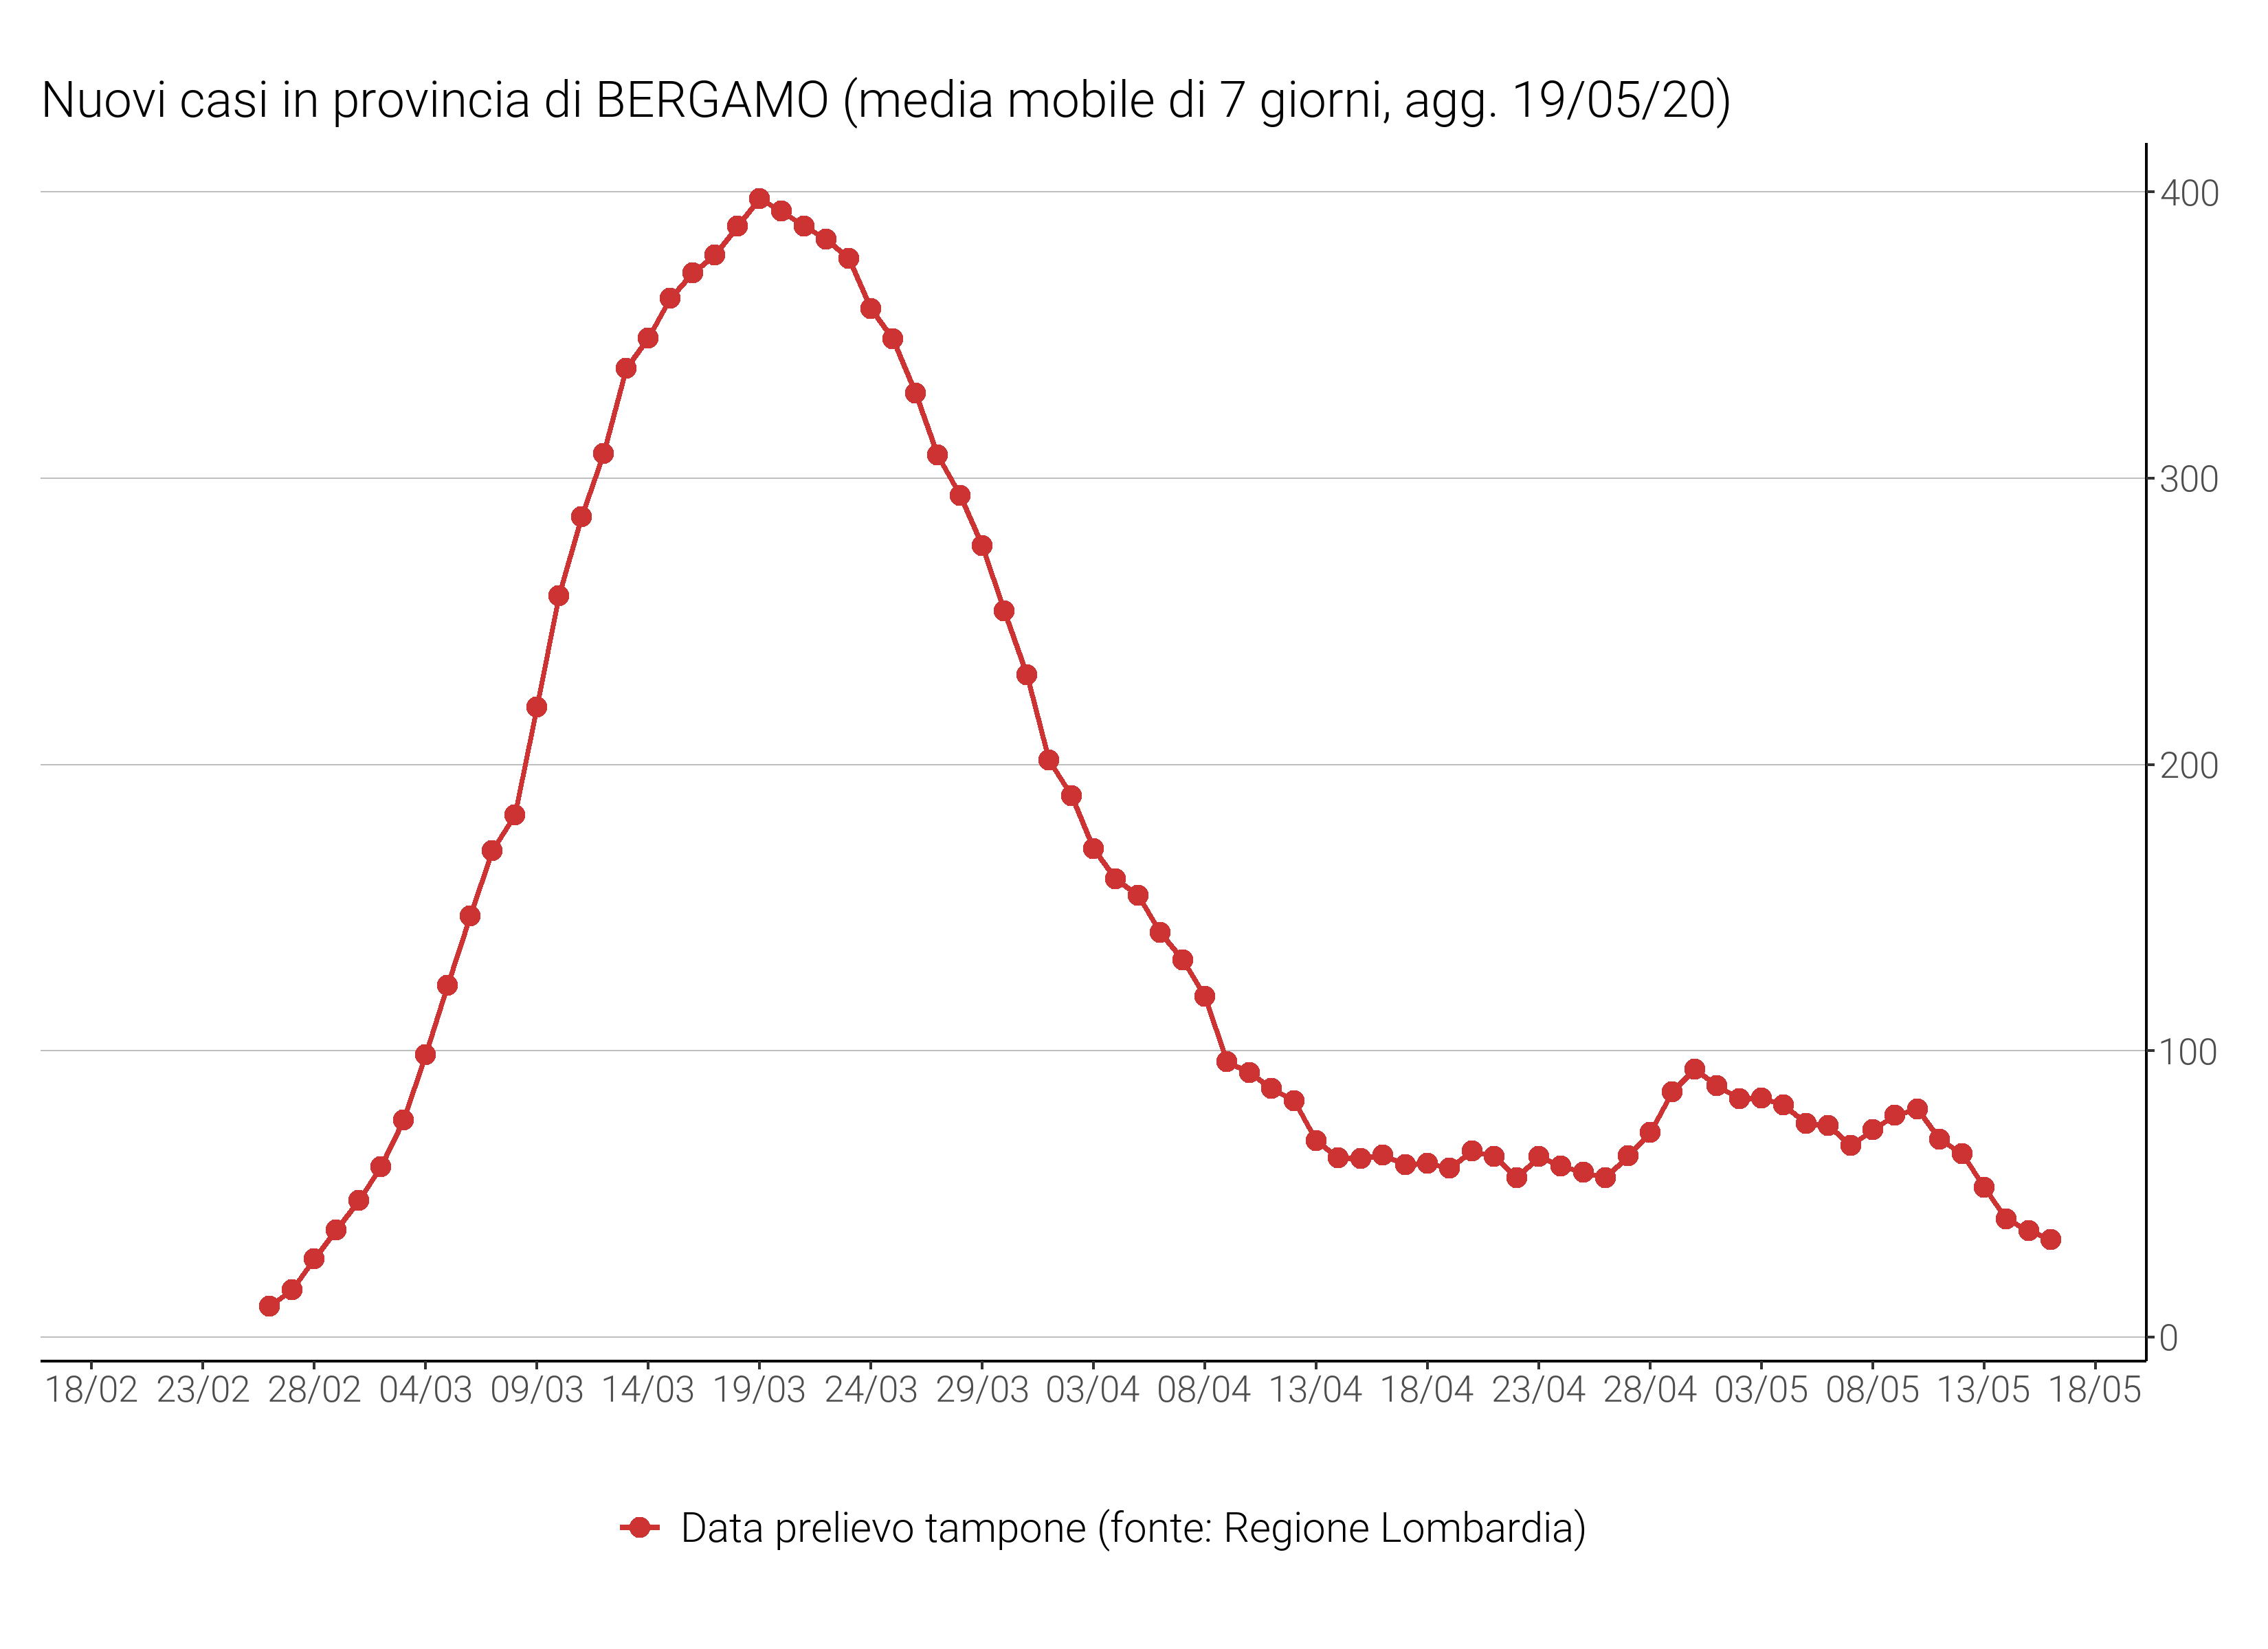 Nuovi casi in provincia di BERGAMO (media mobile di 7 giorni, agg. 19/05/20)
400
300
200
100
0
18/02 23/02 28/02 04/03 09/03 14/03 19/03 24/03 29/03 03/04 08/04 13/04 18/04 23/04 28/04 03/05 08/05 13/05 18/05
Data prelievo tampone (fonte: Regione Lombardia)